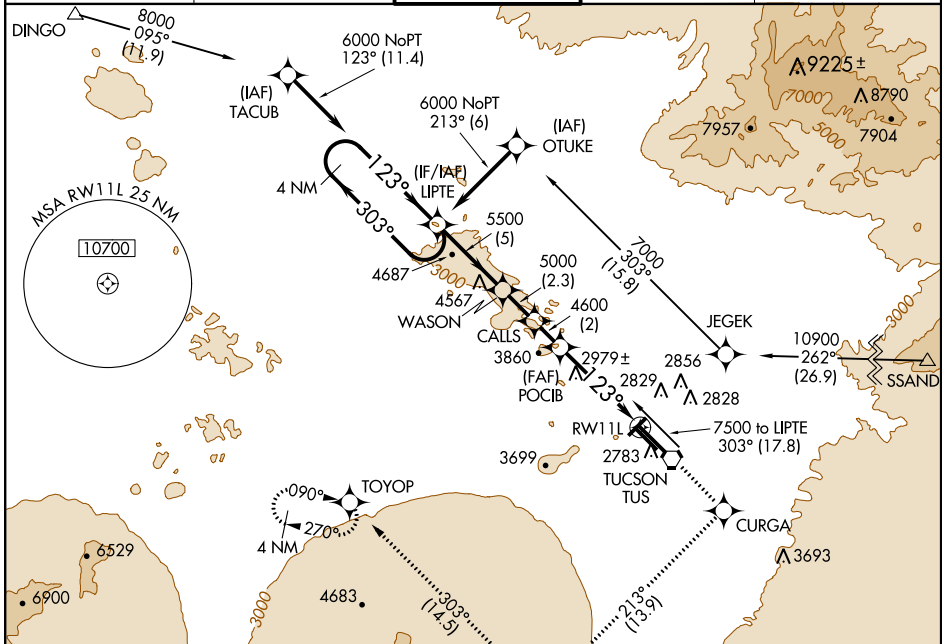 DINGO
8000
095°
(11.9)
6000 NoPT
123° (11.4)
(IAF)
TACUB
6000 NoPT
213° (6)
(IAF)
OTUKE
9225±
7000
8790
7957
7904
5000
4 NM
123°
303°
(IF/IAF)
LIPTE
MSA RW11L 25 NM
10700
5500
(5)
4687
3000
4567
WASON
5000
(2.3)
CALLS
4600
(2)
3860
(FAF)
POCIB
2979±
123°
7000
303°
(15.8)
JEGEK
3000
10900
262°
(26.9)
SSAND
2856
2829
2828
RW11L
7500 to LIPTE
303° (17.8)
2783
TUCSON
TUS
3699
TOYOP
090°
270°
4 NM
CURGA
6529
6900
3000
4683
303°
(14.5)
213°
(13.9)
3693